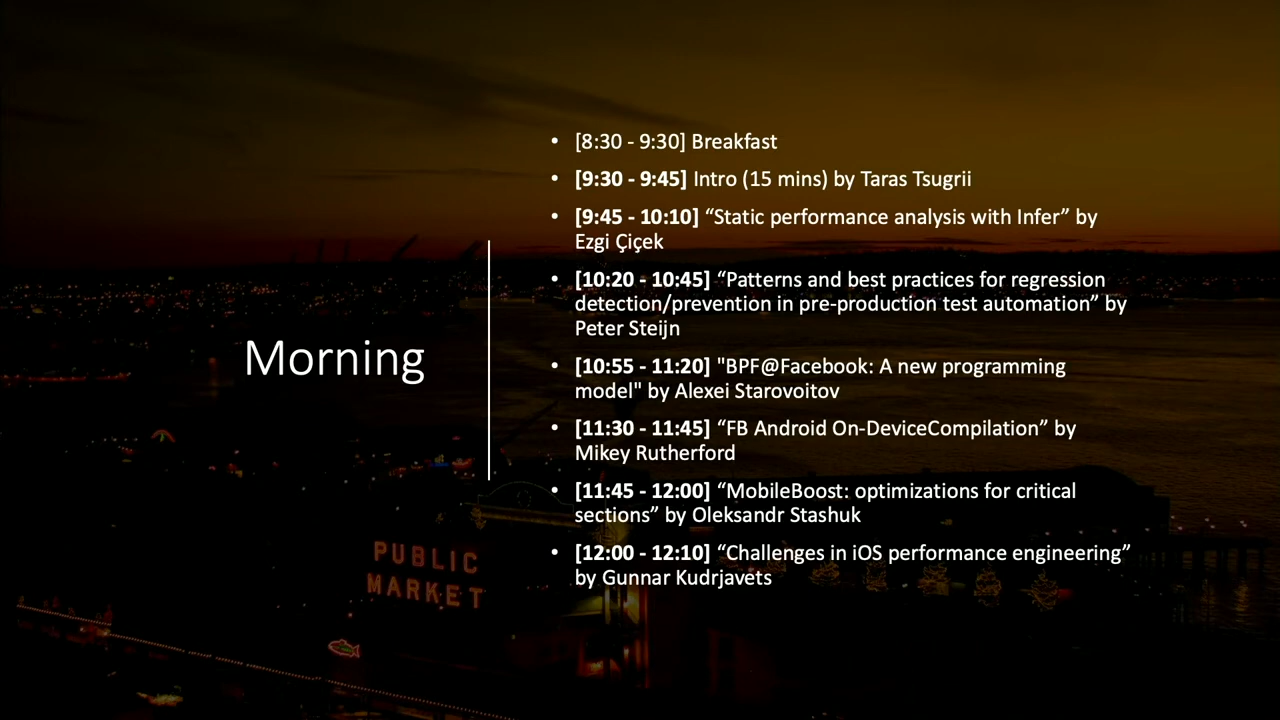 Morning
• [8:30 - 9:30] Breakfast
• [9:30 - 9:45] Intro (15 mins) by Taras Tsugrii
• [9:45 - 10:10] “Static performance analysis with Infer” by
Ezgi Çiçek
• [10:20 - 10:45] “Patterns and best practices for regression
detection/prevention in pre-production test automation” by
Peter Steijn
• [10:55 - 11:20] "BPF@Facebook: A new programming
model" by Alexei Starovoitov
• [11:30 - 11:45] “FB Android On-DeviceCompilation” by
Mikey Rutherford
• [11:45 - 12:00] “MobileBoost: optimizations for critical
sections” by Oleksandr Stashuk
• [12:00 - 12:10] “Challenges in iOS performance engineering”
by Gunnar Kudrjavets
PUBLIC
MARKET